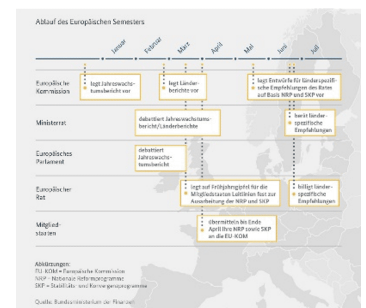 Ablauf des Europäischen Semesters
Januar
Februar
März
April
Mai
Juni
Juli
Europäische
Kommission
legt Jahreswachs-
tumsbericht vor
legt Länder-
berichte vor
legt Entwürfe für länderspezifi-
sche Empfehlungen des Rates
auf Basis NRP und SKP vor
Ministerrat
debattiert Jahreswachstums-
bericht/Länderberichte
berät länder-
spezifische
Empfehlungen
Europäisches
Parlament
debattiert
Jahreswachs-
tumsbericht
Europäischer
Rat
legt auf Frühjahrsgipfel für die
Mitgliedstaaten Leitlinien fest zur
Ausarbeitung der NRP und SKP
billigt länder-
spezifische
Empfehlungen
Mitglied-
staaten
übermitteln bis Ende
April ihre NRP sowie SKP
an die EU-KOM
Abkürzungen:
EU-KOM = Europäische Kommission
NRP = Nationale Reformprogramme
SKP = Stabilitäts- und Konvergenzprogramme
Quelle: Bundesministerium der Finanzen